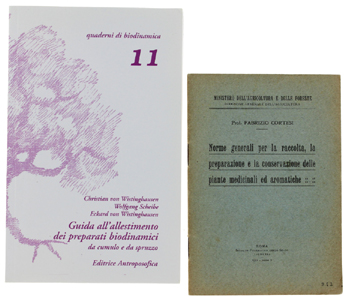 quaderni di biodinamica
11
Christian von Wistinghausen
Wolfgang Scheibe
Eckard von Wistinghausen
Guida all'allestimento
dei preparati biodinamici
da cumulo e da spruzzo
Editrice Antroposofica
MINISTERO DELL'AGRICOLTURA E DELLE FORESTE
Prof. FABRIZIO CORTESI
Norme generali per la raccolta, la
preparazione e la conservazione delle
piante medicinali ed aromatiche
ROMA